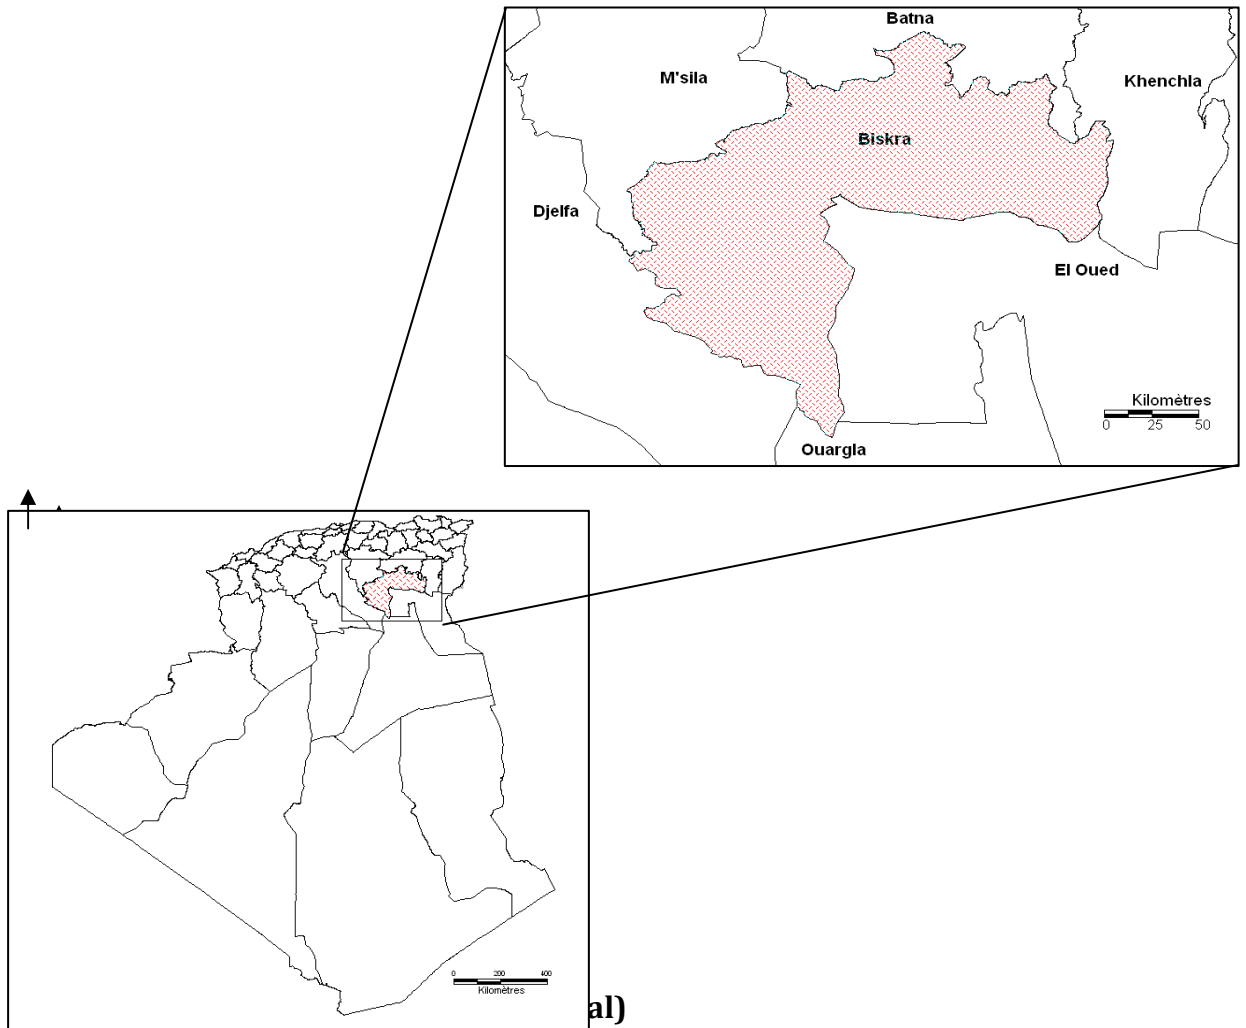 Batna
M'sila
Khenchla
Biskra
Djelfa
El Oued
Kilomètres
0 25 50
Ouargla
0 200 400
Kilomètres
al)